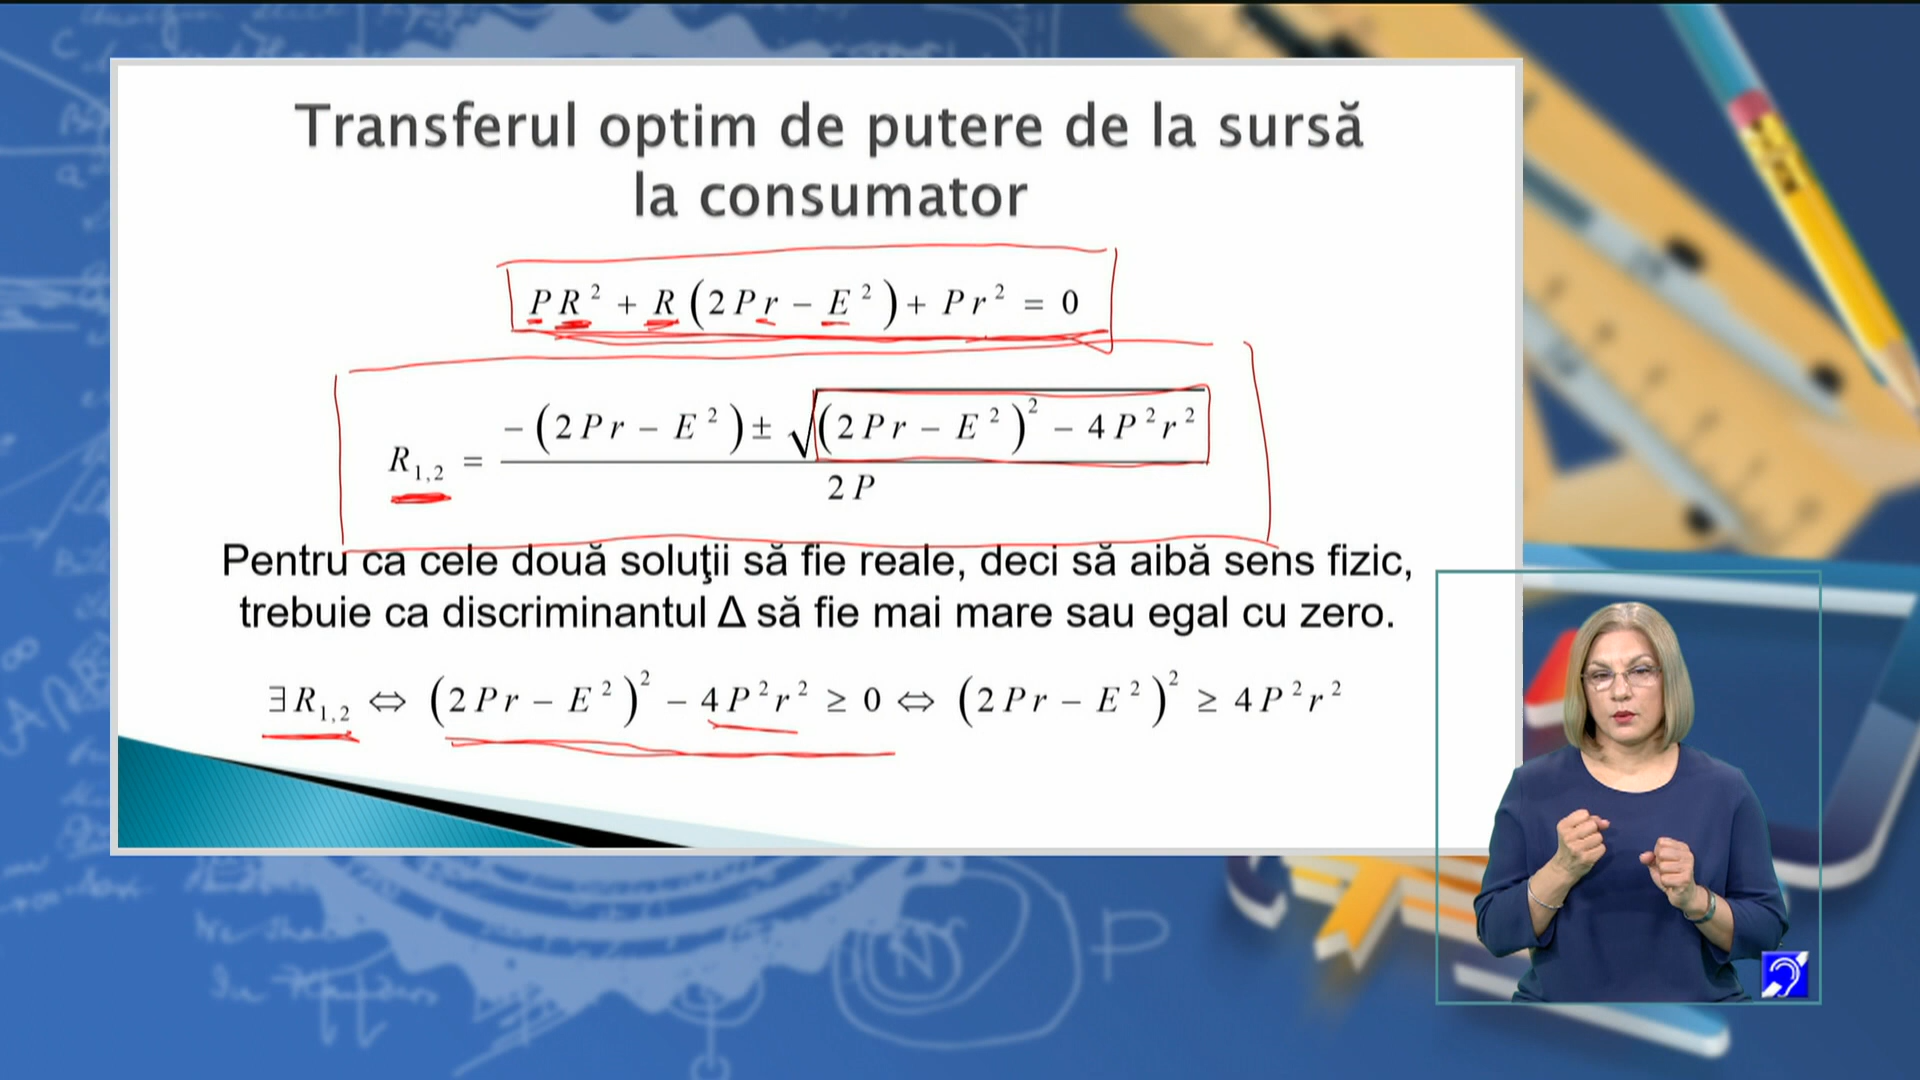 Transferul optim de putere de la sursă
la consumator
PR² + R(2Pr − E²) + Pr² = 0
R₁,₂ = (−(2Pr − E²) ± √((2Pr − E²)² − 4P²r²)) / 2P
Pentru ca cele două soluţii să fie reale, deci să aibă sens fizic,
trebuie ca discriminantul Δ să fie mai mare sau egal cu zero.
∃R₁,₂ ⇔ (2Pr − E²)² − 4P²r² ≥ 0 ⇔ (2Pr − E²)² ≥ 4P²r²
N
P